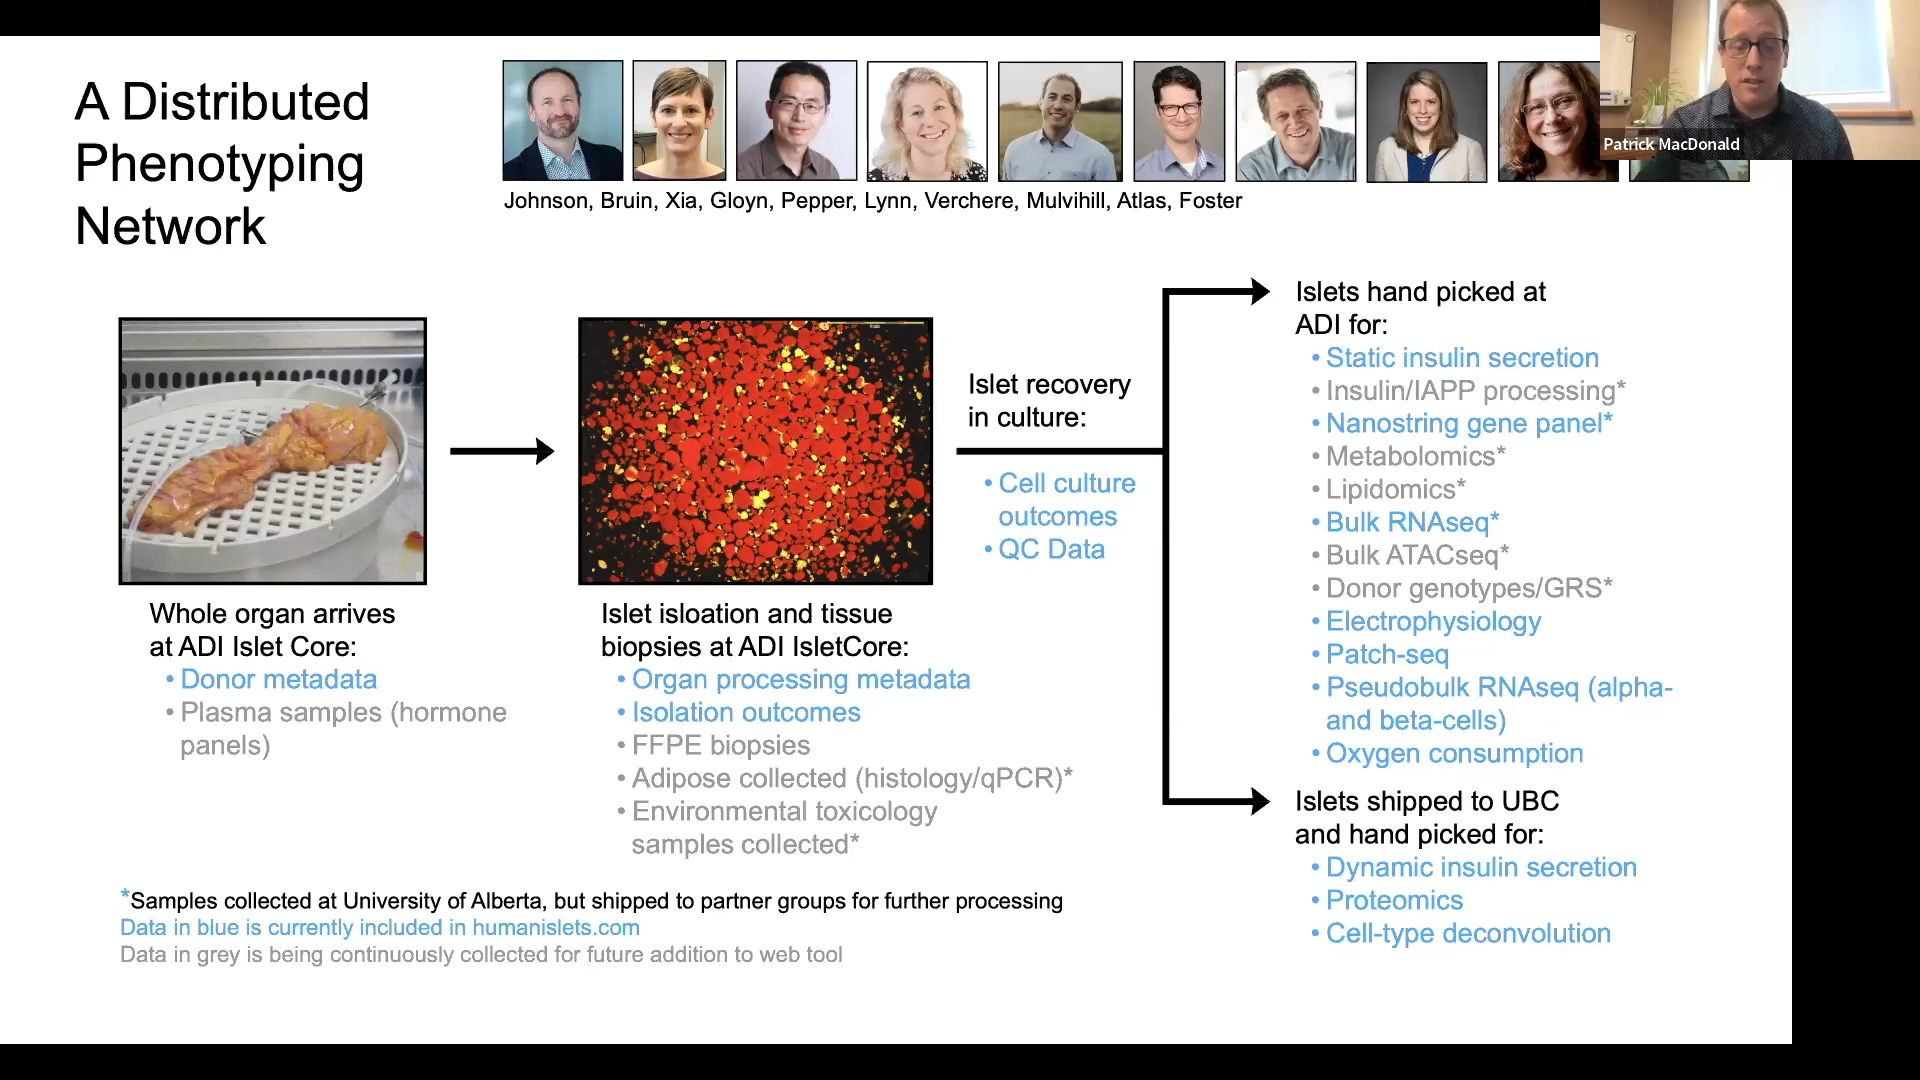 A Distributed
Phenotyping
Network
Johnson, Bruin, Xia, Gloyn, Pepper, Lynn, Verchere, Mulvihill, Atlas, Foster
Patrick MacDonald
Whole organ arrives
at ADI Islet Core:
• Donor metadata
• Plasma samples (hormone
panels)
Islet isloation and tissue
biopsies at ADI IsletCore:
• Organ processing metadata
• Isolation outcomes
• FFPE biopsies
• Adipose collected (histology/qPCR)*
• Environmental toxicology
samples collected*
Islet recovery
in culture:
• Cell culture
outcomes
• QC Data
Islets hand picked at
ADI for:
• Static insulin secretion
• Insulin/IAPP processing*
• Nanostring gene panel*
• Metabolomics*
• Lipidomics*
• Bulk RNAseq*
• Bulk ATACseq*
• Donor genotypes/GRS*
• Electrophysiology
• Patch-seq
• Pseudobulk RNAseq (alpha-
and beta-cells)
• Oxygen consumption
Islets shipped to UBC
and hand picked for:
• Dynamic insulin secretion
• Proteomics
• Cell-type deconvolution
*Samples collected at University of Alberta, but shipped to partner groups for further processing
Data in blue is currently included in humanislets.com
Data in grey is being continuously collected for future addition to web tool